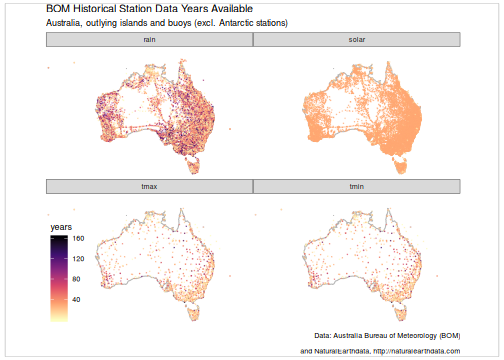 BOM Historical Station Data Years Available
Australia, outlying islands and buoys (excl. Antarctic stations)
rain
solar
tmax
tmin
years
160
120
80
40
Data: Australia Bureau of Meteorology (BOM)
and NaturalEarthdata, http://naturalearthdata.com